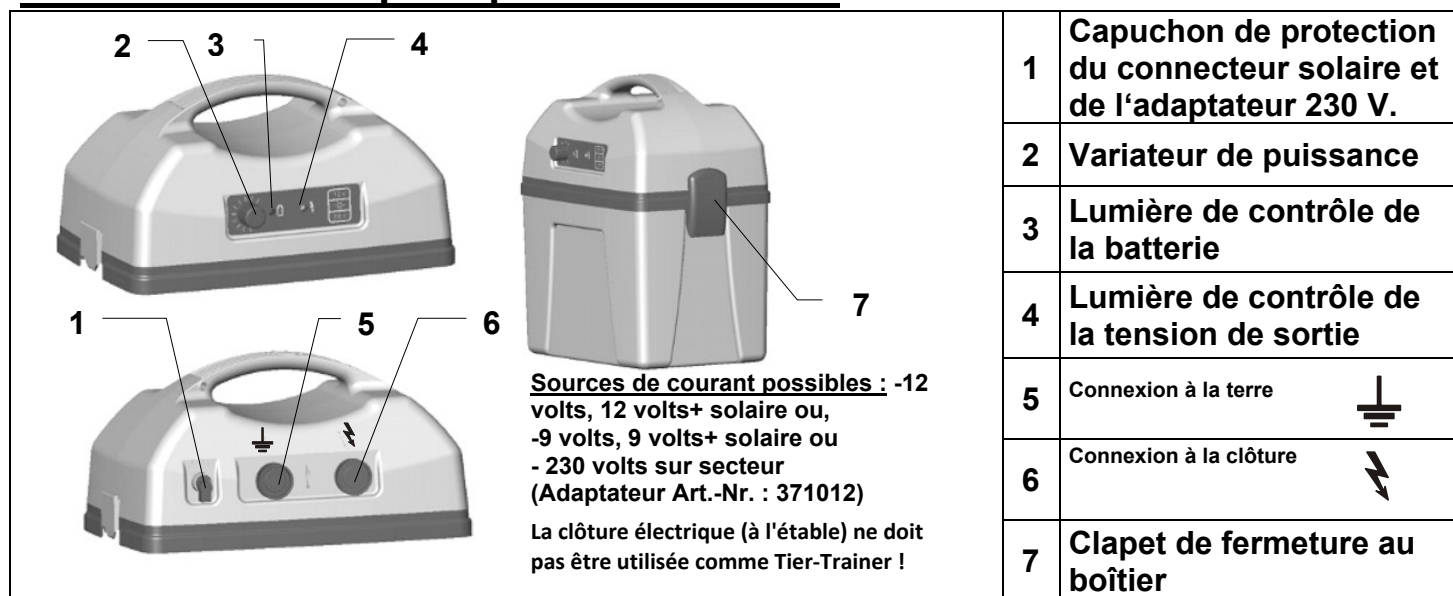 2
3
4
1
5
6
7
Sources de courant possibles : -12
volts, 12 volts+ solaire ou,
-9 volts, 9 volts+ solaire ou
- 230 volts sur secteur
(Adaptateur Art.-Nr. : 371012)
La clôture électrique (à l'étable) ne doit
pas être utilisée comme Tier-Trainer !
1 Capuchon de protection
du connecteur solaire et
de l‘adaptateur 230 V.
2 Variateur de puissance
3 Lumière de contrôle de
la batterie
4 Lumière de contrôle de
la tension de sortie
5 Connexion à la terre
6 Connexion à la clôture
7 Clapet de fermeture au
boîtier